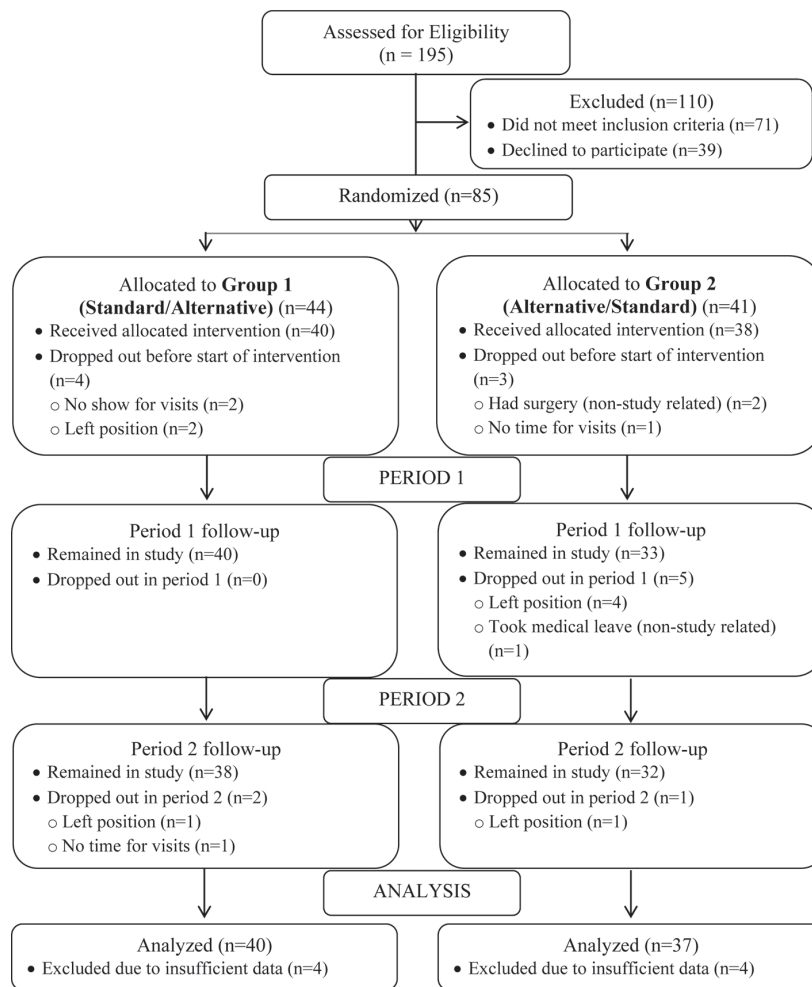 Assessed for Eligibility
(n = 195)
Excluded (n=110)
• Did not meet inclusion criteria (n=71)
• Declined to participate (n=39)
Randomized (n=85)
Allocated to Group 1
(Standard/Alternative) (n=44)
• Received allocated intervention (n=40)
• Dropped out before start of intervention
(n=4)
○ No show for visits (n=2)
○ Left position (n=2)
Allocated to Group 2
(Alternative/Standard) (n=41)
• Received allocated intervention (n=38)
• Dropped out before start of intervention
(n=3)
○ Had surgery (non-study related) (n=2)
○ No time for visits (n=1)
PERIOD 1
Period 1 follow-up
• Remained in study (n=40)
• Dropped out in period 1 (n=0)
Period 1 follow-up
• Remained in study (n=33)
• Dropped out in period 1 (n=5)
○ Left position (n=4)
○ Took medical leave (non-study related)
(n=1)
PERIOD 2
Period 2 follow-up
• Remained in study (n=38)
• Dropped out in period 2 (n=2)
○ Left position (n=1)
○ No time for visits (n=1)
Period 2 follow-up
• Remained in study (n=32)
• Dropped out in period 2 (n=1)
○ Left position (n=1)
ANALYSIS
Analyzed (n=40)
• Excluded due to insufficient data (n=4)
Analyzed (n=37)
• Excluded due to insufficient data (n=4)